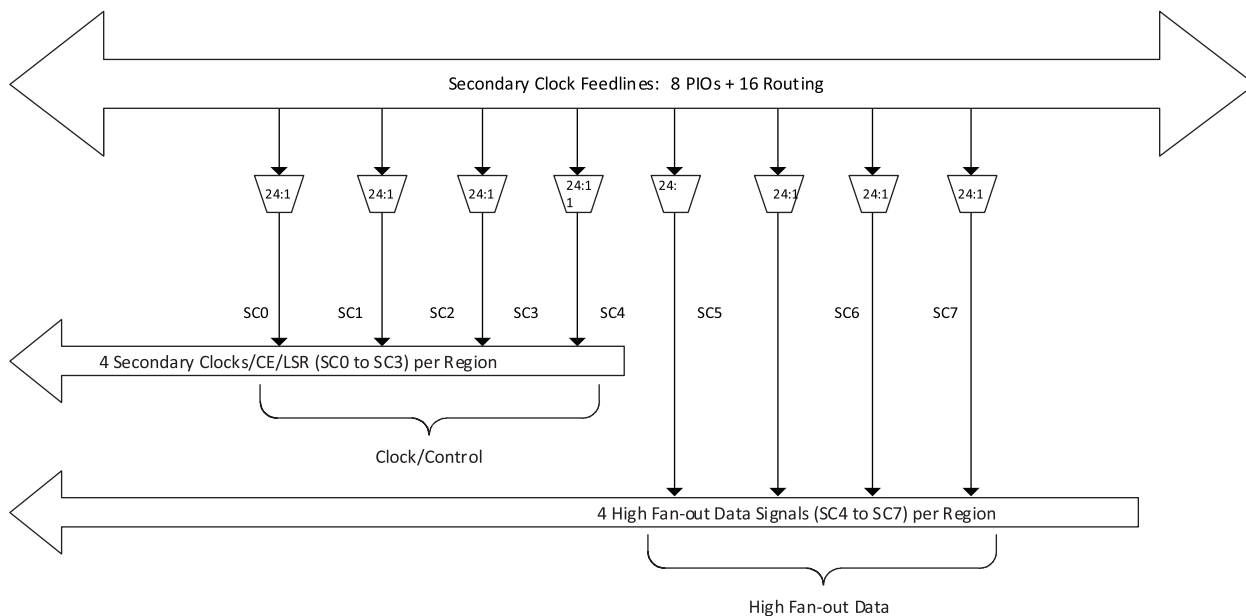 Secondary Clock Feedlines: 8 PIOs + 16 Routing
24:1
24:1
24:1
24:1
1
24:
24:1
24:1
24:1
SC0
SC1
SC2
SC3
SC4
SC5
SC6
SC7
4 Secondary Clocks/CE/LSR (SC0 to SC3) per Region
Clock/Control
4 High Fan-out Data Signals (SC4 to SC7) per Region
High Fan-out Data